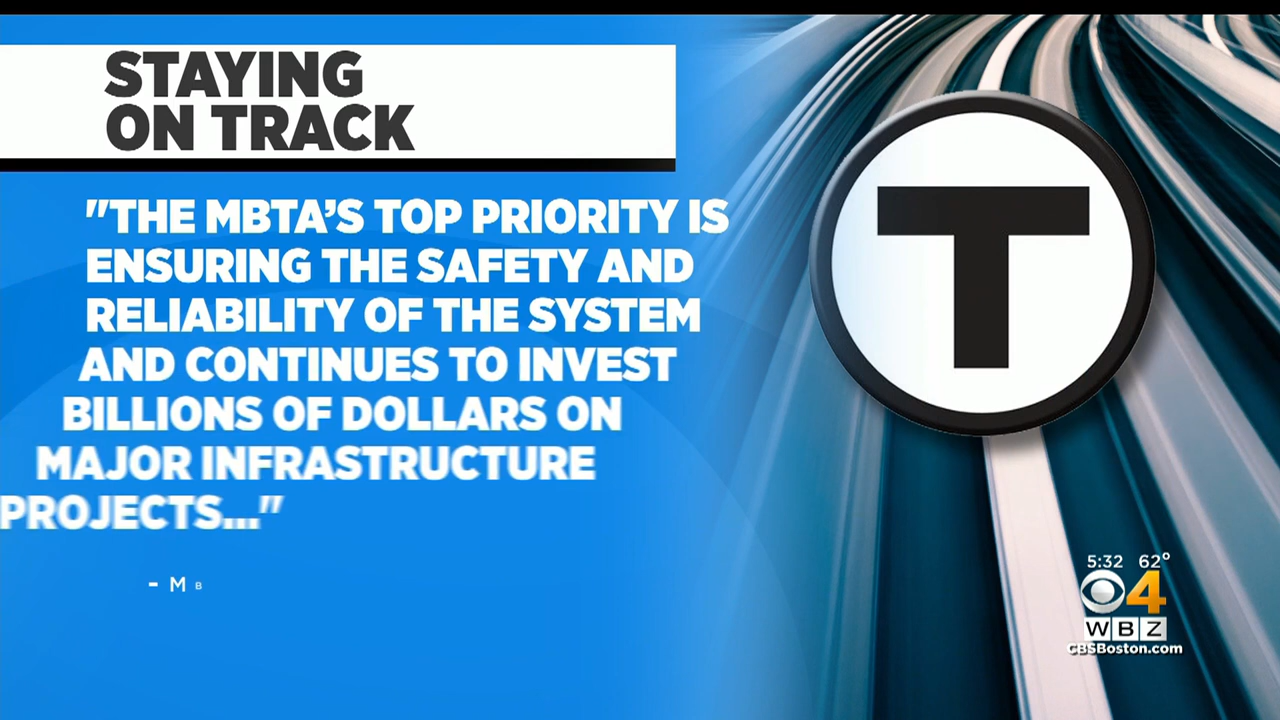 STAYING
ON TRACK
"THE MBTA'S TOP PRIORITY IS
ENSURING THE SAFETY AND
RELIABILITY OF THE SYSTEM
AND CONTINUES TO INVEST
BILLIONS OF DOLLARS ON
MAJOR INFRASTRUCTURE
PROJECTS..."
- M B
T
5:32 62°
4
WBZ
CBSBoston.com